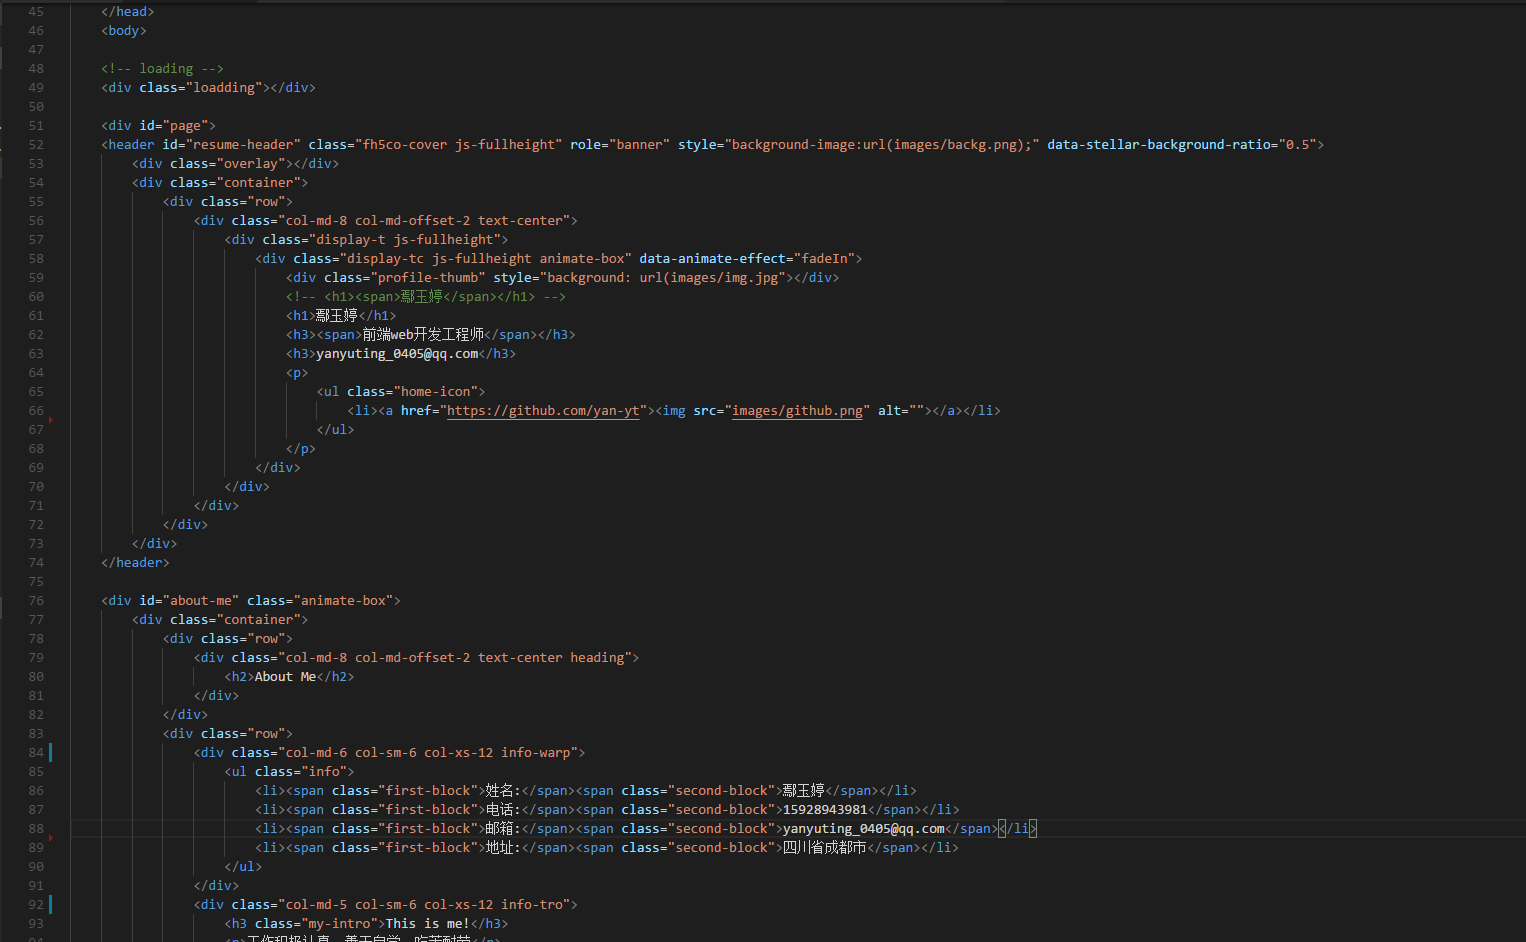 45 </head>
46 <body>
47
48 <!-- loading -->
49 <div class="loadding"></div>
50
51 <div id="page">
52 <header id="resume-header" class="fh5co-cover js-fullheight" role="banner" style="background-image:url(images/backg.png);" data-stellar-background-ratio="0.5">
53 <div class="overlay"></div>
54 <div class="container">
55 <div class="row">
56 <div class="col-md-8 col-md-offset-2 text-center">
57 <div class="display-t js-fullheight">
58 <div class="display-tc js-fullheight animate-box" data-animate-effect="fadeIn">
59 <div class="profile-thumb" style="background: url(images/img.jpg"></div>
60 <!-- <h1><span>鄢玉婷</span></h1> -->
61 <h1>鄢玉婷</h1>
62 <h3><span>前端web开发工程师</span></h3>
63 <h3>yanyuting_0405@qq.com</h3>
64 <p>
65 <ul class="home-icon">
66 <li><a href="https://github.com/yan-yt"><img src="images/github.png" alt=""></a></li>
67 </ul>
68 </p>
69 </div>
70 </div>
71 </div>
72 </div>
73 </div>
74 </header>
75
76 <div id="about-me" class="animate-box">
77 <div class="container">
78 <div class="row">
79 <div class="col-md-8 col-md-offset-2 text-center heading">
80 <h2>About Me</h2>
81 </div>
82 </div>
83 <div class="row">
84 <div class="col-md-6 col-sm-6 col-xs-12 info-warp">
85 <ul class="info">
86 <li><span class="first-block">姓名:</span><span class="second-block">鄢玉婷</span></li>
87 <li><span class="first-block">电话:</span><span class="second-block">15928943981</span></li>
88 <li><span class="first-block">邮箱:</span><span class="second-block">yanyuting_0405@qq.com</span></li>
89 <li><span class="first-block">地址:</span><span class="second-block">四川省成都市</span></li>
90 </ul>
91 </div>
92 <div class="col-md-5 col-sm-6 col-xs-12 info-tro">
93 <h3 class="my-intro">This is me!</h3>